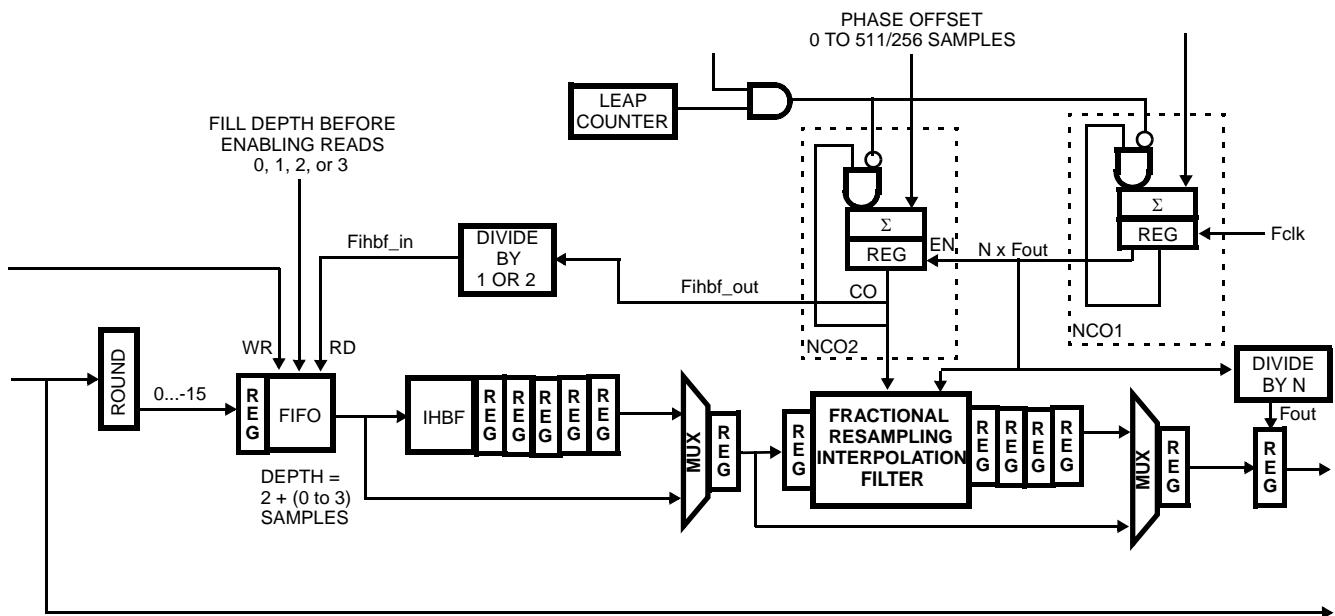 PHASE OFFSET
0 TO 511/256 SAMPLES
LEAP
COUNTER
FILL DEPTH BEFORE
ENABLING READS
0, 1, 2, or 3
Σ
REG
EN
CO
NCO2
N x Fout
Σ
REG
Fclk
NCO1
Fihbf_in
DIVIDE
BY
1 OR 2
Fihbf_out
WR
RD
ROUND
0...-15
REG
FIFO
DEPTH =
2 + (0 to 3)
SAMPLES
IHBF
REG
REG
REG
REG
REG
MUX
REG
REG
FRACTIONAL
RESAMPLING
INTERPOLATION
FILTER
REG
REG
REG
REG
MUX
REG
DIVIDE
BY N
Fout
REG